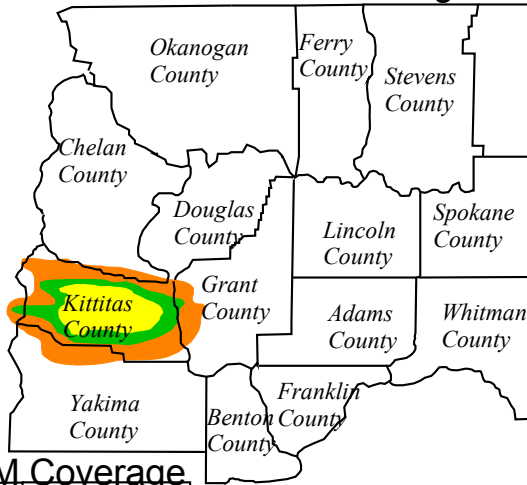 Okanogan
County
Ferry
County
Stevens
County
Chelan
County
Douglas
County
Lincoln
County
Spokane
County
Kittitas
County
Grant
County
Adams
County
Whitman
County
Yakima
County
Benton
County
Franklin
County
M Coverage